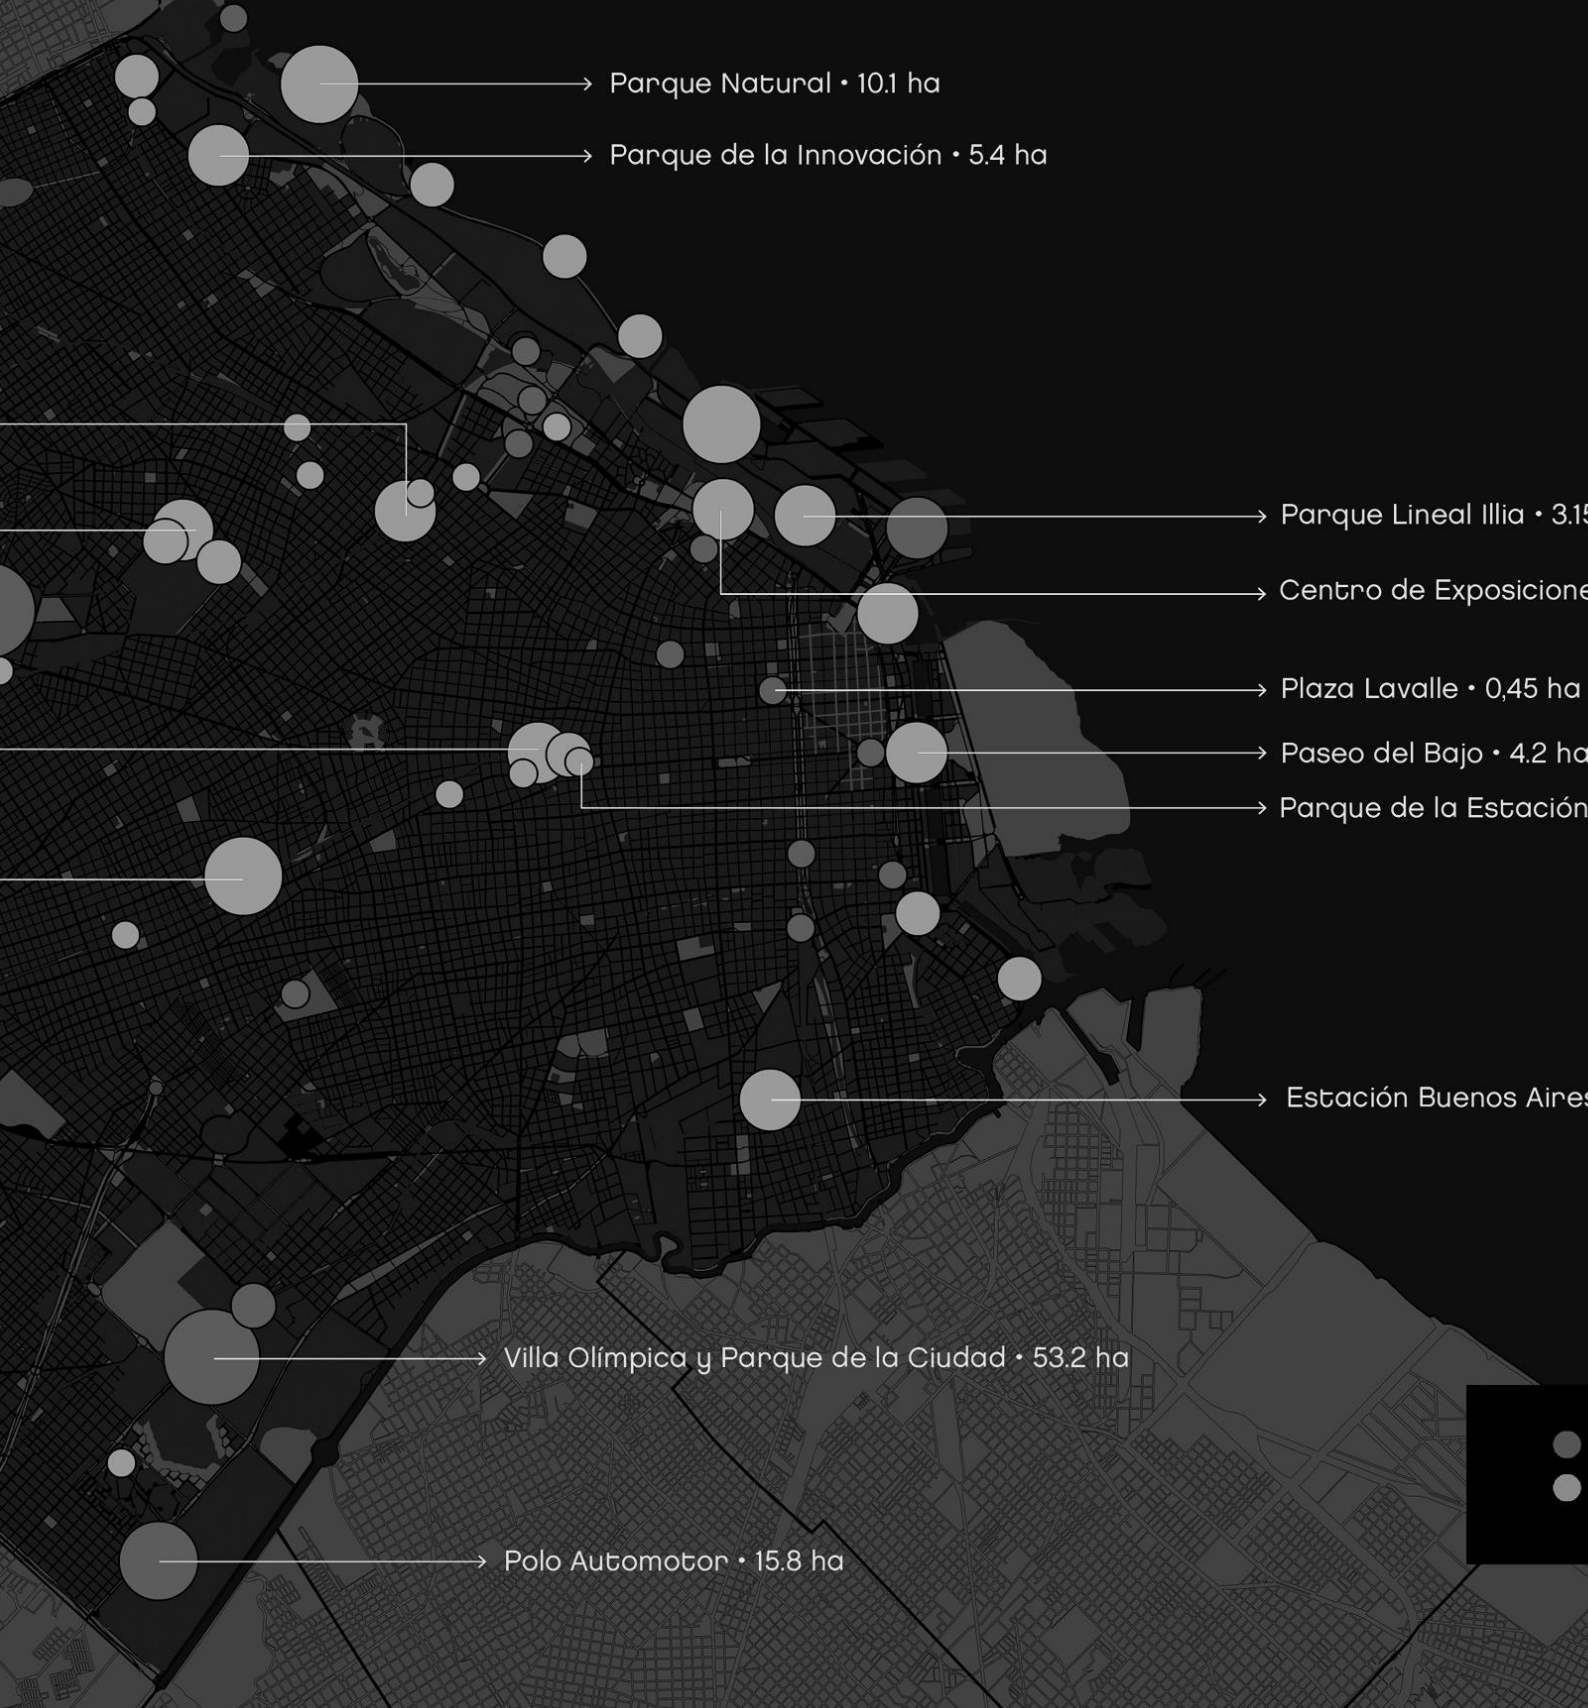 Parque Natural • 10.1 ha
Parque de la Innovación • 5.4 ha
Parque Lineal Illia • 3.15
Centro de Exposicione
Plaza Lavalle • 0,45 ha
Paseo del Bajo • 4.2 ha
Parque de la Estación
Estación Buenos Aires
Villa Olímpica y Parque de la Ciudad • 53.2 ha
Polo Automotor • 15.8 ha